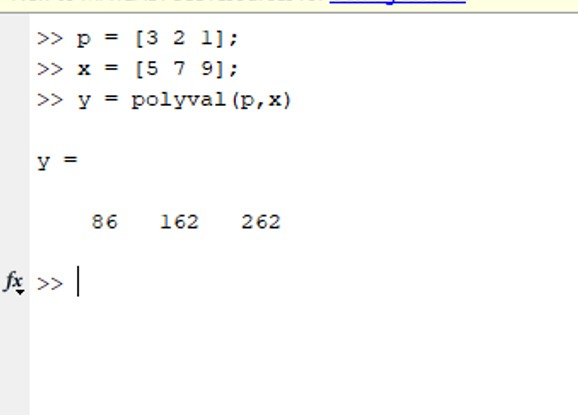 >> p = [3 2 1];
>> x = [5 7 9];
>> y = polyval(p,x)
y =
86 162 262
fx >>